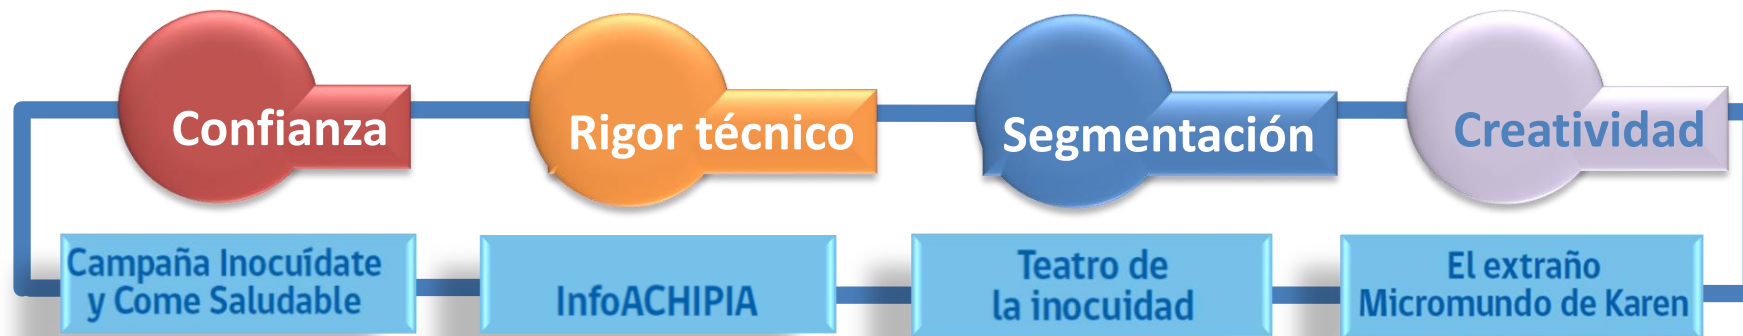 Confianza
Rigor técnico
Segmentación
Creatividad
Campaña Inocuídate
y Come Saludable
InfoACHIPIA
Teatro de
la inocuidad
El extraño
Micromundo de Karen